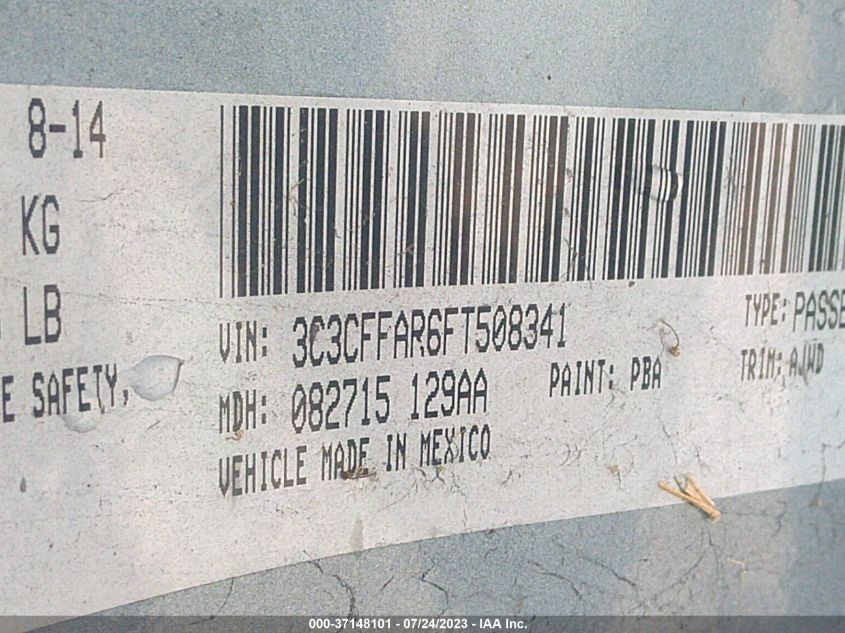 8-14
KG
LB
E SAFETY,
VIN: 3C3CFFAR6FT508341
TYPE: PASSE
MDH: 082715 129AA
PAINT: PBA
TRIM: AJWD
VEHICLE MADE IN MEXICO
000-37148101 - 07/24/2023 - IAA Inc.